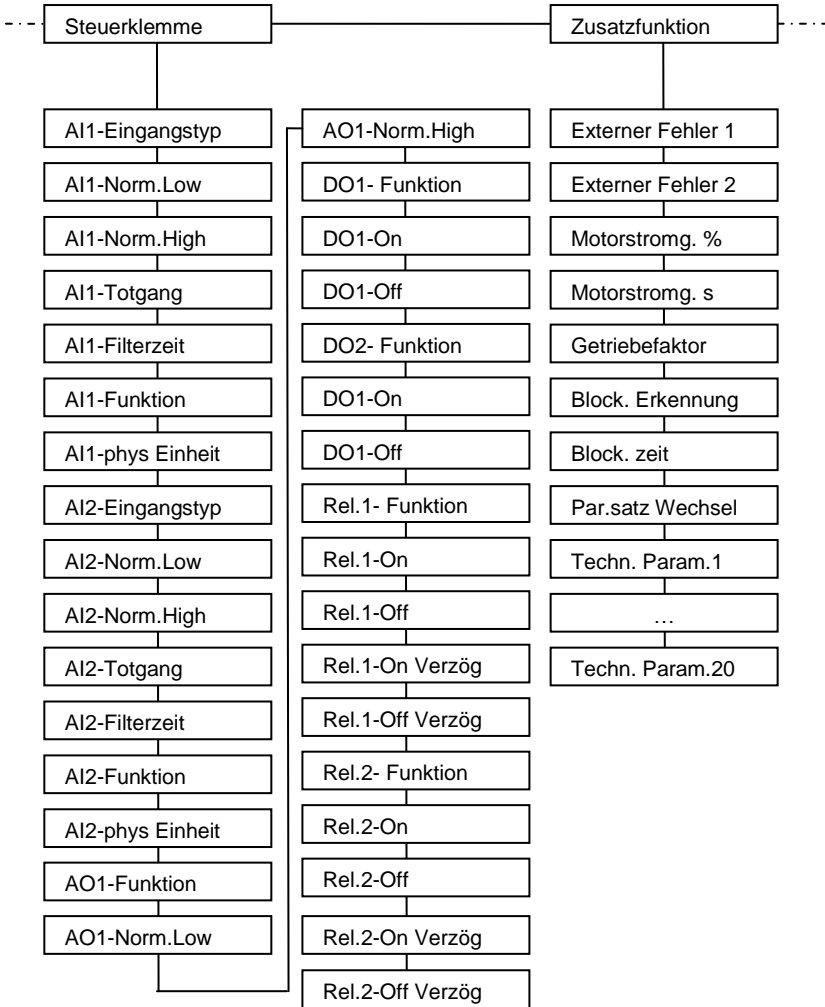 Steuerklemme
Zusatzfunktion
AI1-Eingangstyp
AI1-Norm.Low
AI1-Norm.High
AI1-Totgang
AI1-Filterzeit
AI1-Funktion
AI1-phys Einheit
AI2-Eingangstyp
AI2-Norm.Low
AI2-Norm.High
AI2-Totgang
AI2-Filterzeit
AI2-Funktion
AI2-phys Einheit
AO1-Funktion
AO1-Norm.Low
AO1-Norm.High
DO1- Funktion
DO1-On
DO1-Off
DO2- Funktion
DO1-On
DO1-Off
Rel.1- Funktion
Rel.1-On
Rel.1-Off
Rel.1-On Verzög
Rel.1-Off Verzög
Rel.2- Funktion
Rel.2-On
Rel.2-Off
Rel.2-On Verzög
Rel.2-Off Verzög
Externer Fehler 1
Externer Fehler 2
Motorstromg. %
Motorstromg. s
Getriebefaktor
Block. Erkennung
Block. zeit
Par.satz Wechsel
Techn. Param.1
…
Techn. Param.20